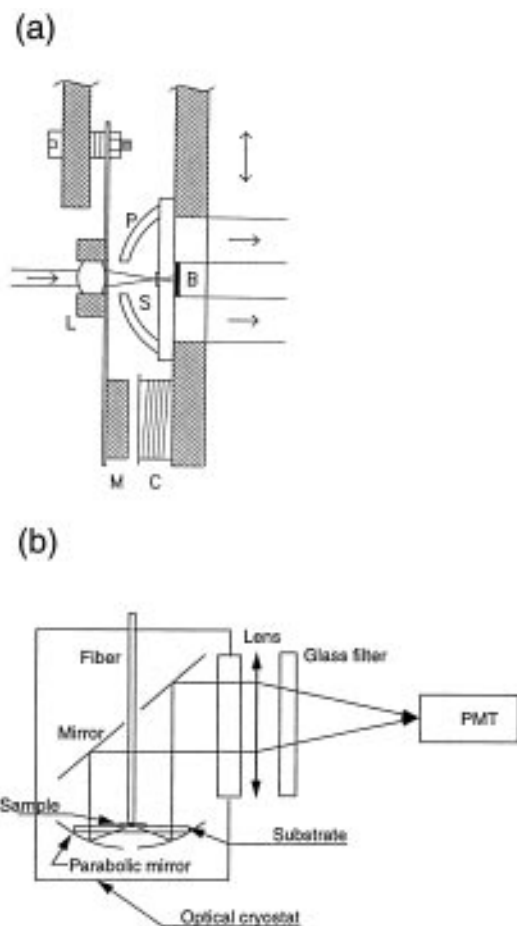 (a)
P
B
S
L
M
C
(b)
Lens
Fiber
Glass filter
Mirror
PMT
Sample
Substrate
Parabolic mirror
Optical cryostat